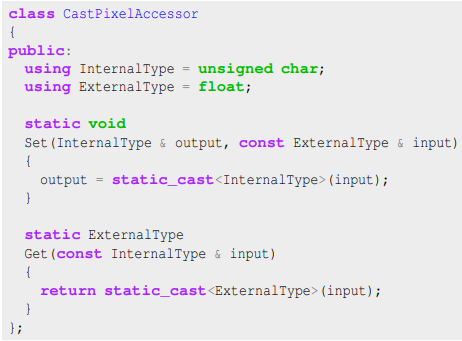 class CastPixelAccessor
{
public:
  using InternalType = unsigned char;
  using ExternalType = float;

  static void
  Set(InternalType & output, const ExternalType & input)
  {
    output = static_cast<InternalType>(input);
  }

  static ExternalType
  Get(const InternalType & input)
  {
    return static_cast<ExternalType>(input);
  }
};